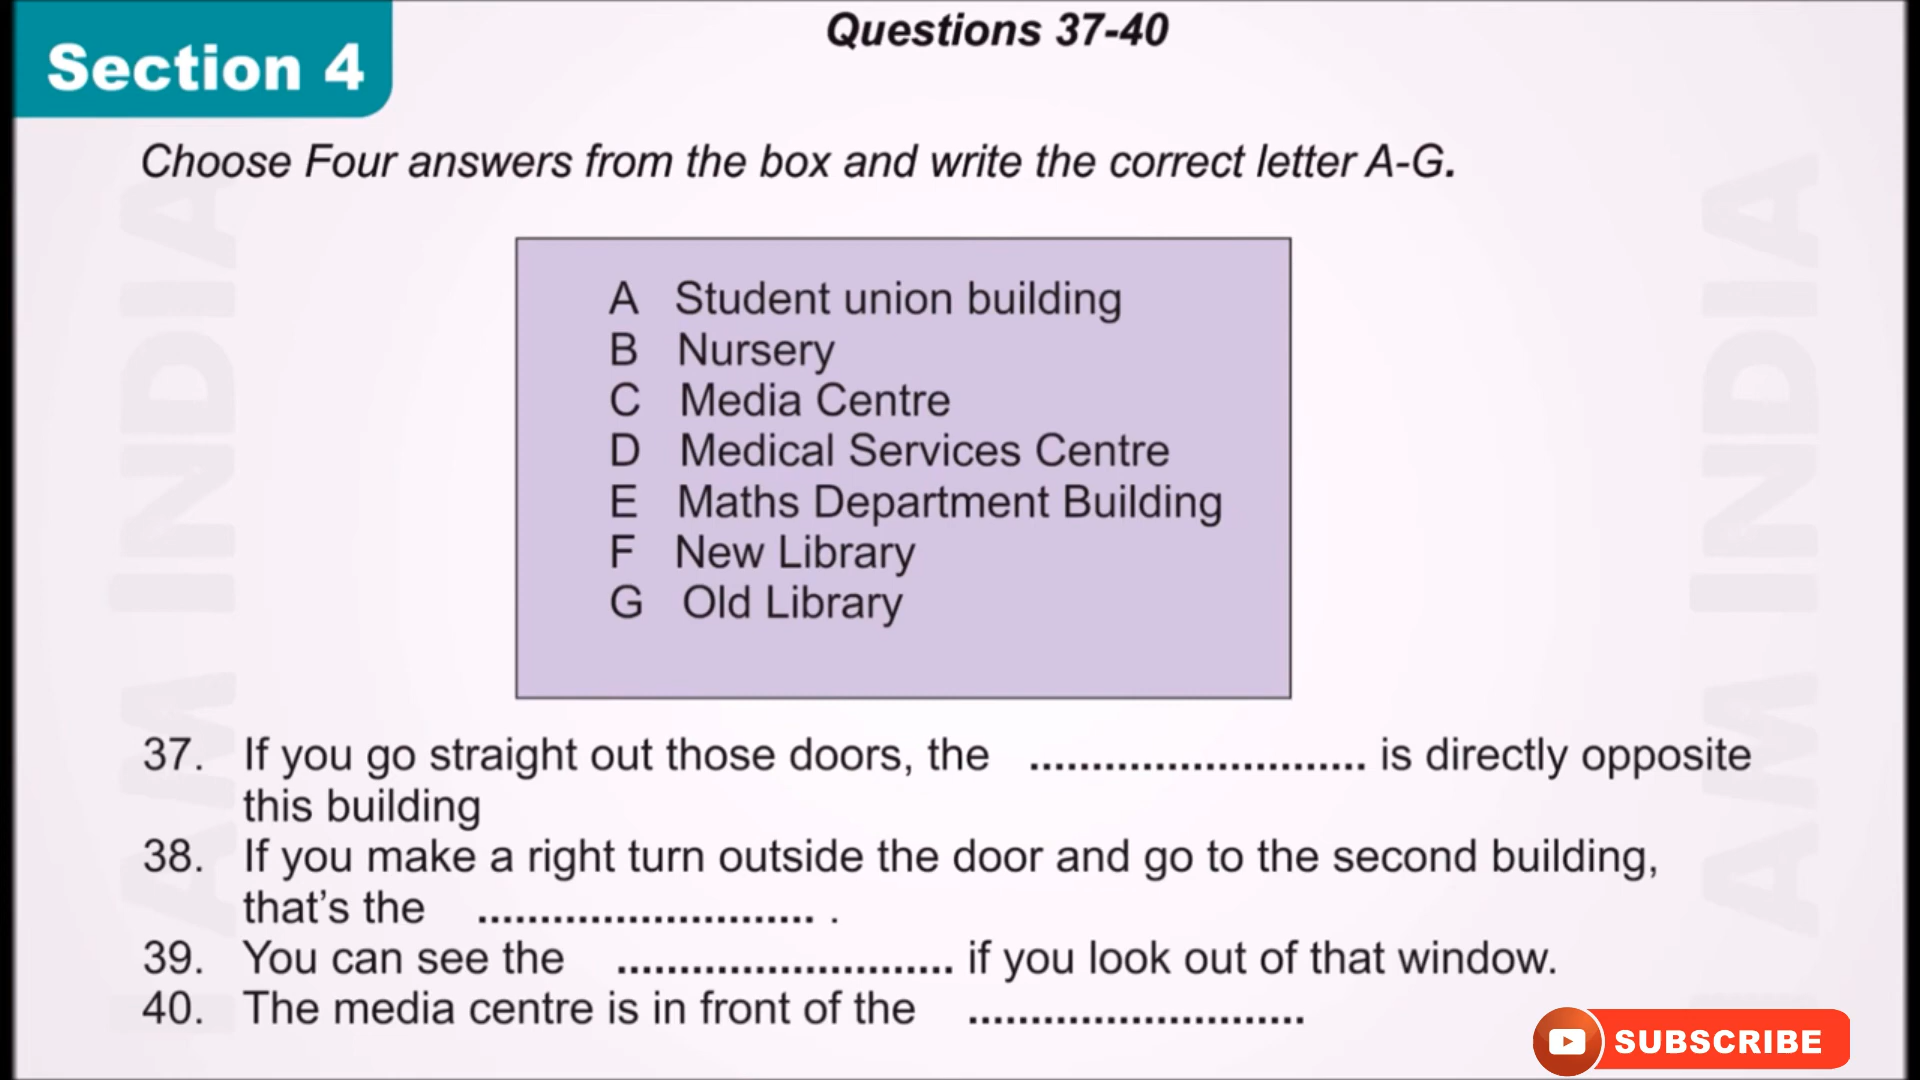 Section 4
Questions 37-40
Choose Four answers from the box and write the correct letter A-G.
A Student union building
B Nursery
C Media Centre
D Medical Services Centre
E Maths Department Building
F New Library
G Old Library
37. If you go straight out those doors, the ........................... is directly opposite
this building
38. If you make a right turn outside the door and go to the second building,
that's the ........................... .
39. You can see the ........................... if you look out of that window.
40. The media centre is in front of the ...........................
SUBSCRIBE
I AM INDIA
I AM INDIA